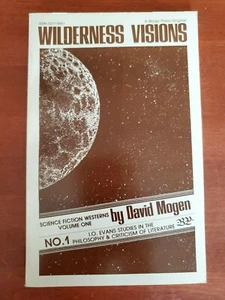 A Borgo Press Original
WILDERNESS VISIONS
SCIENCE FICTION WESTERNS
VOLUME ONE
by David Mogen
NO.1
I.O. EVANS STUDIES IN THE
PHILOSOPHY & CRITICISM OF LITERATURE